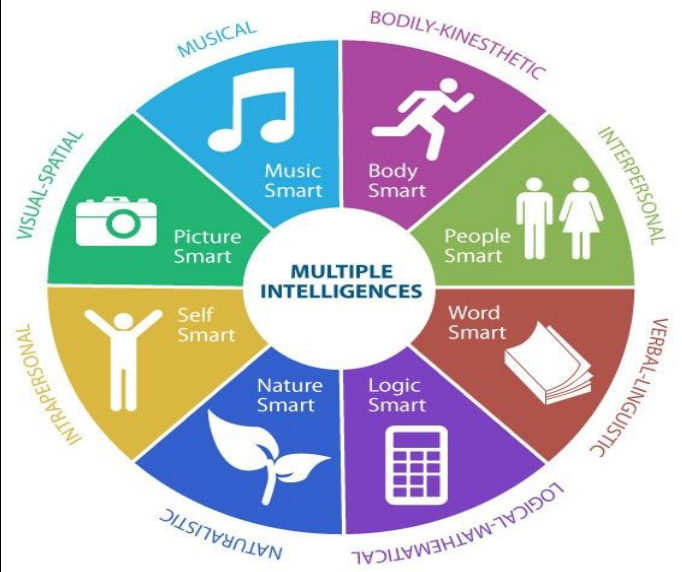 MUSICAL
BODILY-KINESTHETIC
INTERPERSONAL
VERBAL-LINGUISTIC
LOGICAL-MATHEMATICAL
NATURALISTIC
INTRAPERSONAL
VISUAL-SPATIAL
Music
Smart
Body
Smart
People
Smart
Word
Smart
Logic
Smart
Nature
Smart
Self
Smart
Picture
Smart
MULTIPLE
INTELLIGENCES